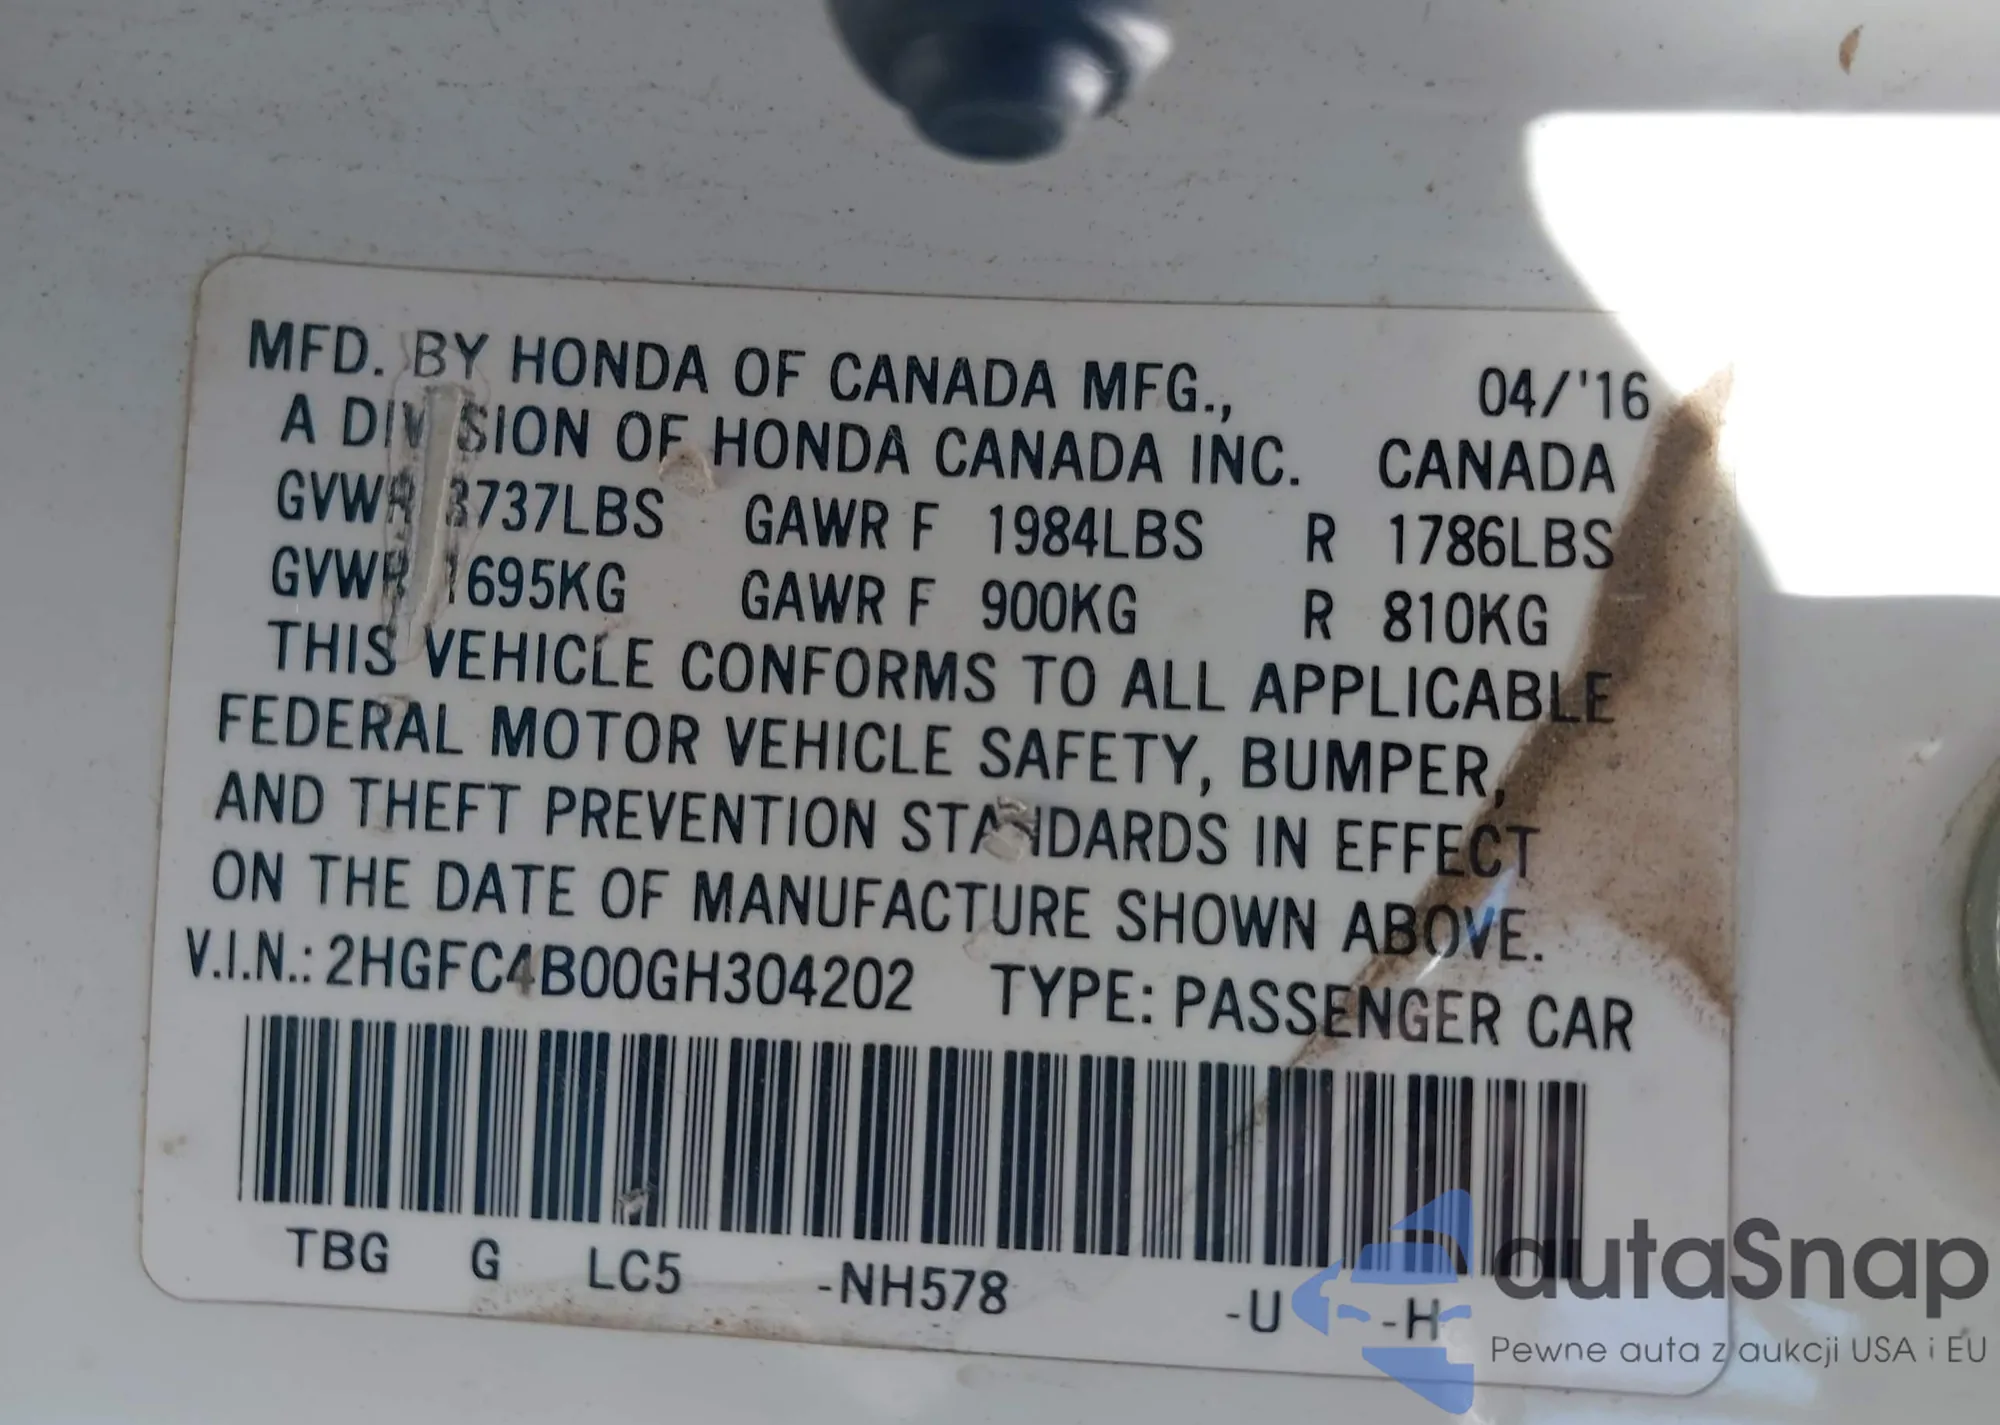 MFD. BY HONDA OF CANADA MFG., 04/'16
A DIVISION OF HONDA CANADA INC. CANADA
GVWR 3737LBS GAWR F 1984LBS R 1786LBS
GVWR 1695KG GAWR F 900KG R 810KG
THIS VEHICLE CONFORMS TO ALL APPLICABLE
FEDERAL MOTOR VEHICLE SAFETY, BUMPER,
AND THEFT PREVENTION STANDARDS IN EFFECT
ON THE DATE OF MANUFACTURE SHOWN ABOVE.
V.I.N.: 2HGFC4B00GH304202 TYPE: PASSENGER CAR
TBG G LC5 -NH578 -U -H
autaSnap
Pewne auta z aukcji USA i EU